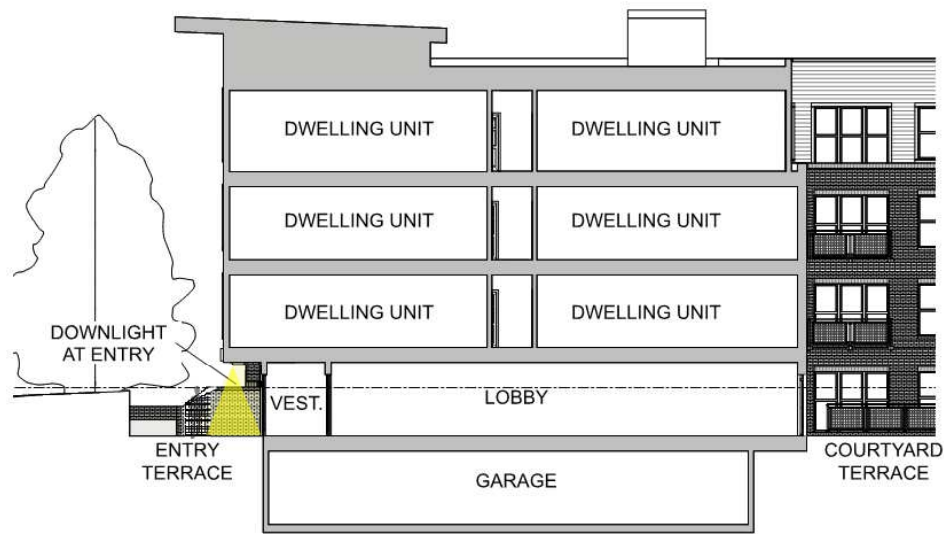 DWELLING UNIT
DWELLING UNIT
DWELLING UNIT
DWELLING UNIT
DWELLING UNIT
DWELLING UNIT
DOWNLIGHT
AT ENTRY
VEST.
LOBBY
ENTRY
TERRACE
COURTYARD
TERRACE
GARAGE